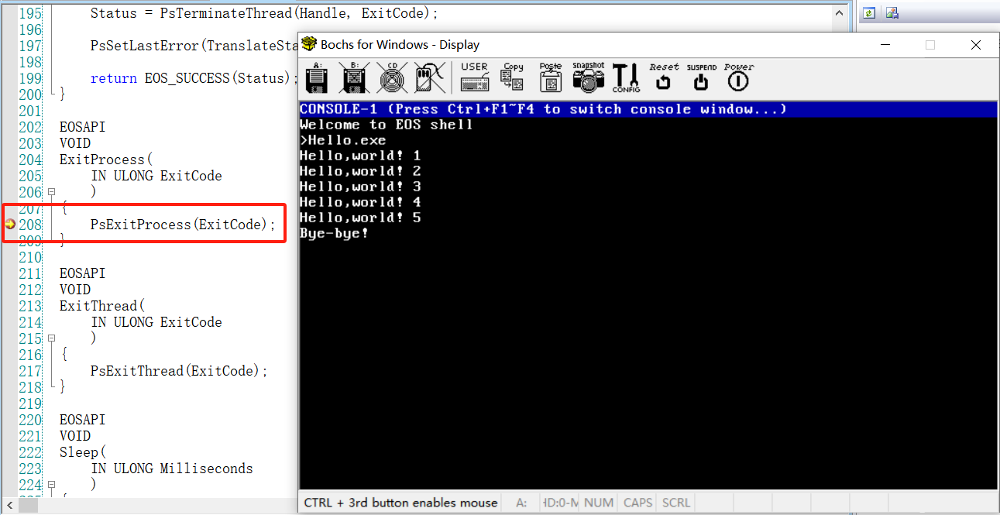 195 Status = PsTerminateThread(Handle, ExitCode);
196
197 PsSetLastError(TranslateSta
198
199 return EOS_SUCCESS(Status);
200 }
201
202 EOSAPI
203 VOID
204 ExitProcess(
205 IN ULONG ExitCode
206 )
207 {
208 PsExitProcess(ExitCode);
209 }
210
211 EOSAPI
212 VOID
213 ExitThread(
214 IN ULONG ExitCode
215 )
216 {
217 PsExitThread(ExitCode);
218 }
219
220 EOSAPI
221 VOID
222 Sleep(
223 IN ULONG Milliseconds
224 )
{
Bochs for Windows - Display
A: B: CD USER Copy Paste snapshot CONFIG Reset SUSPEND Power
CONSOLE-1 (Press Ctrl+F1~F4 to switch console window...)
Welcome to EOS shell
>Hello.exe
Hello,world! 1
Hello,world! 2
Hello,world! 3
Hello,world! 4
Hello,world! 5
Bye-bye!
CTRL + 3rd button enables mouse A: HD:0-M NUM CAPS SCRL